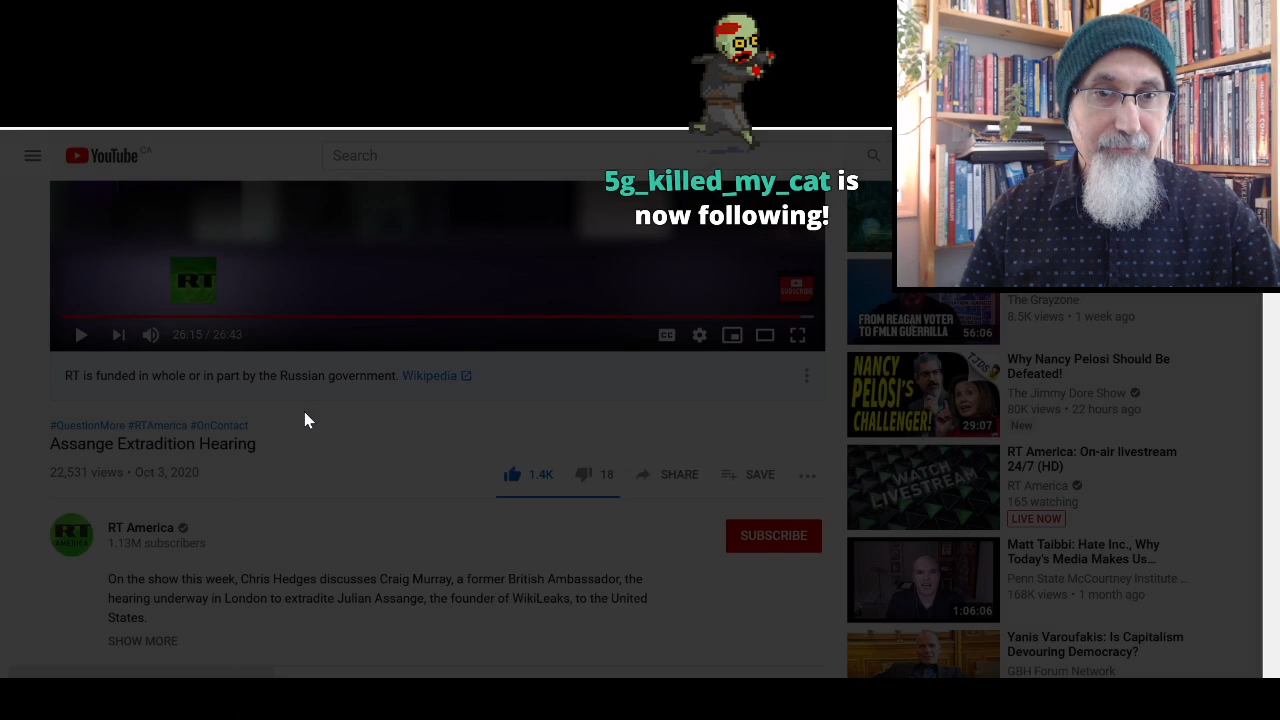 5g_killed_my_cat is
now following!
YouTube CA
Search
RT
SUBSCRIBE
26:15 / 26:43
CC
RT is funded in whole or in part by the Russian government. Wikipedia
#QuestionMore #RTAmerica #OnContact
Assange Extradition Hearing
22,531 views • Oct 3, 2020
1.4K
18
SHARE
SAVE
RT
AMERICA
RT America
1.13M subscribers
SUBSCRIBE
On the show this week, Chris Hedges discusses Craig Murray, a former British Ambassador, the
hearing underway in London to extradite Julian Assange, the founder of WikiLeaks, to the United
States.
SHOW MORE
FROM REAGAN VOTER
TO FMLN GUERRILLA
56:06
The Grayzone
8.5K views • 1 week ago
NANCY
PELOSI'S
CHALLENGER!
TJDS
29:07
Why Nancy Pelosi Should Be
Defeated!
The Jimmy Dore Show
80K views • 22 hours ago
New
WATCH
LIVESTREAM
RT America: On-air livestream
24/7 (HD)
RT America
165 watching
LIVE NOW
1:06:06
Matt Taibbi: Hate Inc., Why
Today's Media Makes Us...
Penn State McCourtney Institute ...
168K views • 1 month ago
Yanis Varoufakis: Is Capitalism
Devouring Democracy?
GBH Forum Network